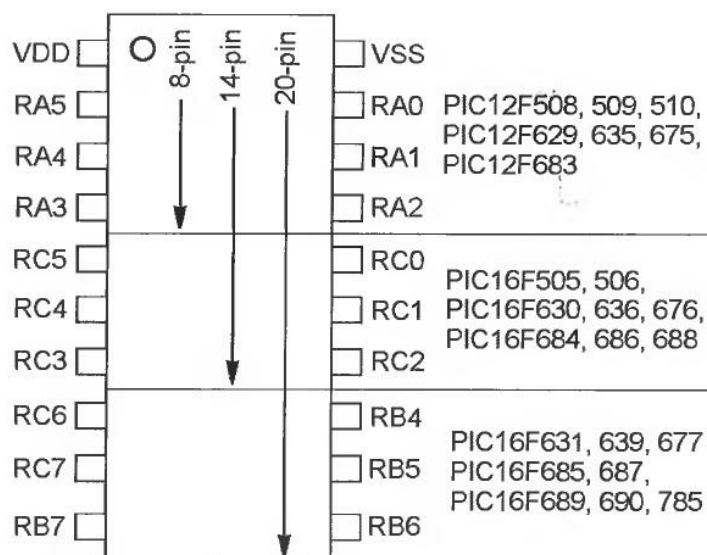 VDD
8-pin
14-pin
20-pin
VSS
RA5
RA0
RA4
RA1
RA3
RA2
PIC12F508, 509, 510,
PIC12F629, 635, 675,
PIC12F683
RC5
RC0
RC4
RC1
RC3
RC2
PIC16F505, 506,
PIC16F630, 636, 676,
PIC16F684, 686, 688
RC6
RB4
RC7
RB5
RB7
RB6
PIC16F631, 639, 677
PIC16F685, 687,
PIC16F689, 690, 785